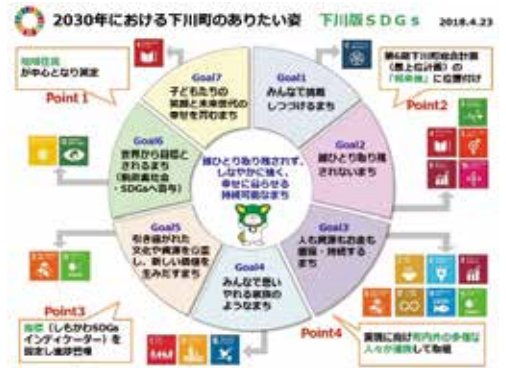 2030年における下川町のありたい姿 下川版SDGs 2018.4.23
地域住民
が中心となり策定
Point1
第6期下川町総合計画
(最上位計画)の
「将来像」に位置付け
Point2
Goal7
子どもたちの
笑顔と未来世代の
幸せを育むまち
Goal1
みんなで挑戦
しつづけるまち
Goal6
世界から目標と
されるまち
(脱炭素社会
・SDGsへ寄与)
Goal2
誰ひとり取り残
されないまち
誰ひとり取り残されず、
しなやかに強く、
幸せに暮らせる
持続可能なまち
Goal5
引き継がれた
文化や資源を尊重
し、新しい価値を
生みだすまち
Goal3
人も資源もお金も
循環・持続する
まち
Goal4
みんなで思い
やれる家族の
ようなまち
Point3
指標(しもかわSDGs
インディケーター)を
設定し進捗管理
Point4
実現に向け町内外の多様な
人々が連携して取組